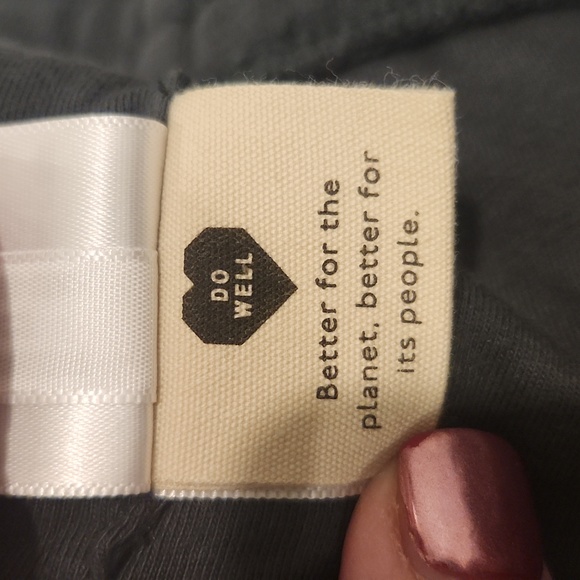 DO
WELL
Better for the
planet, better for
its people.